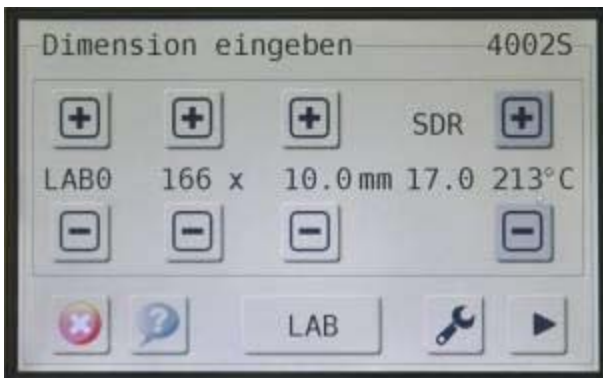 Dimension eingeben 4002S
SDR
LAB0 166 x 10.0 mm 17.0 213°C
LAB